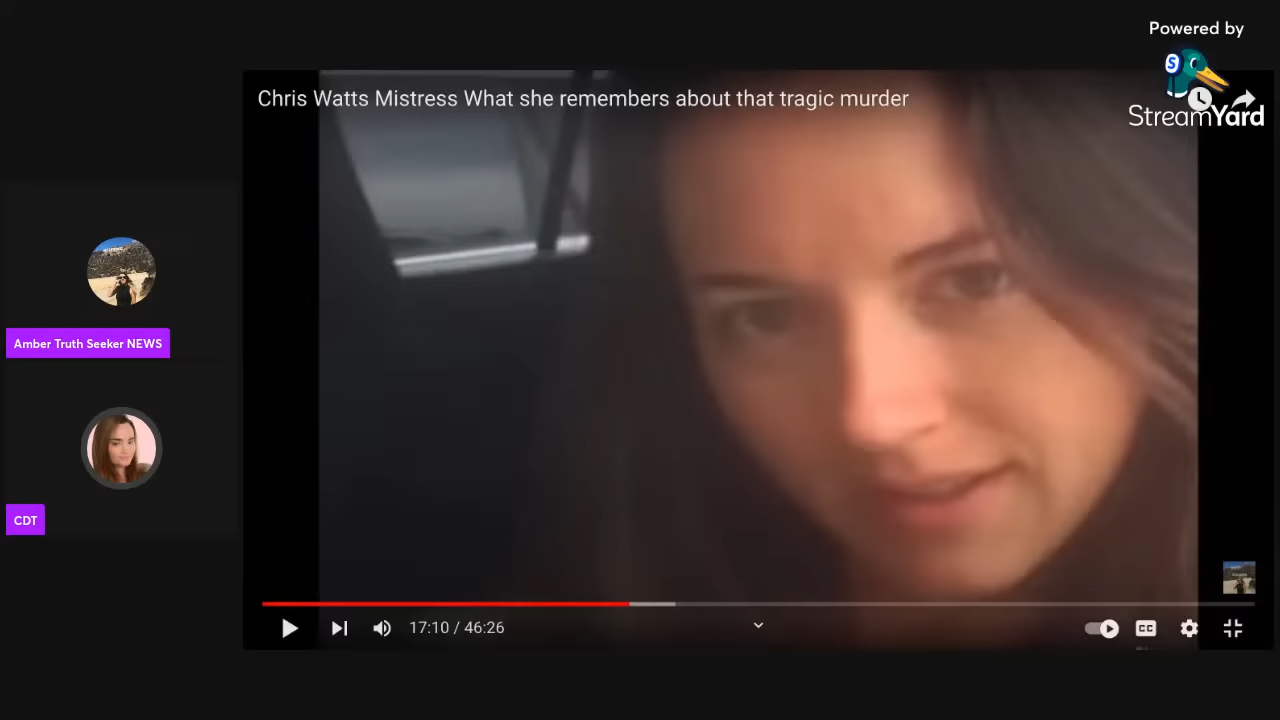 Powered by
S
StreamYard
Chris Watts Mistress What she remembers about that tragic murder
Amber Truth Seeker NEWS
CDT
17:10 / 46:26
CC